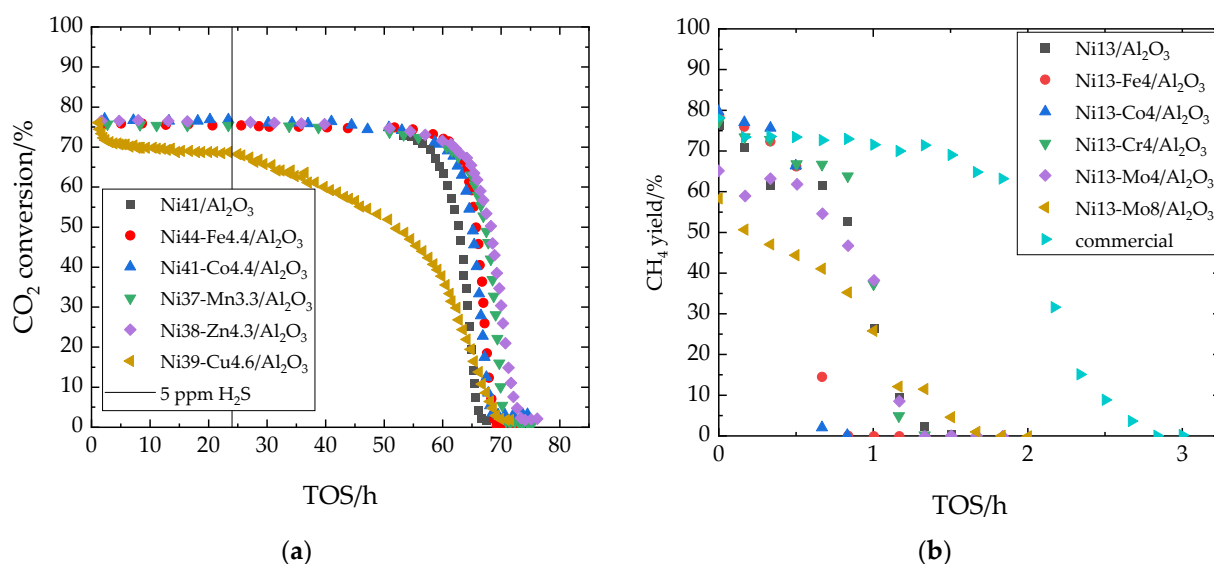 100
90
80
70
60
50
40
30
20
10
0
CO₂ conversion/%
Ni41/Al₂O₃
Ni44-Fe4.4/Al₂O₃
Ni41-Co4.4/Al₂O₃
Ni37-Mn3.3/Al₂O₃
Ni38-Zn4.3/Al₂O₃
Ni39-Cu4.6/Al₂O₃
5 ppm H₂S
0 10 20 30 40 50 60 70 80
TOS/h
(a)
100
90
80
70
60
50
40
30
20
10
0
CH₄ yield/%
Ni13/Al₂O₃
Ni13-Fe4/Al₂O₃
Ni13-Co4/Al₂O₃
Ni13-Cr4/Al₂O₃
Ni13-Mo4/Al₂O₃
Ni13-Mo8/Al₂O₃
commercial
0 1 2 3
TOS/h
(b)